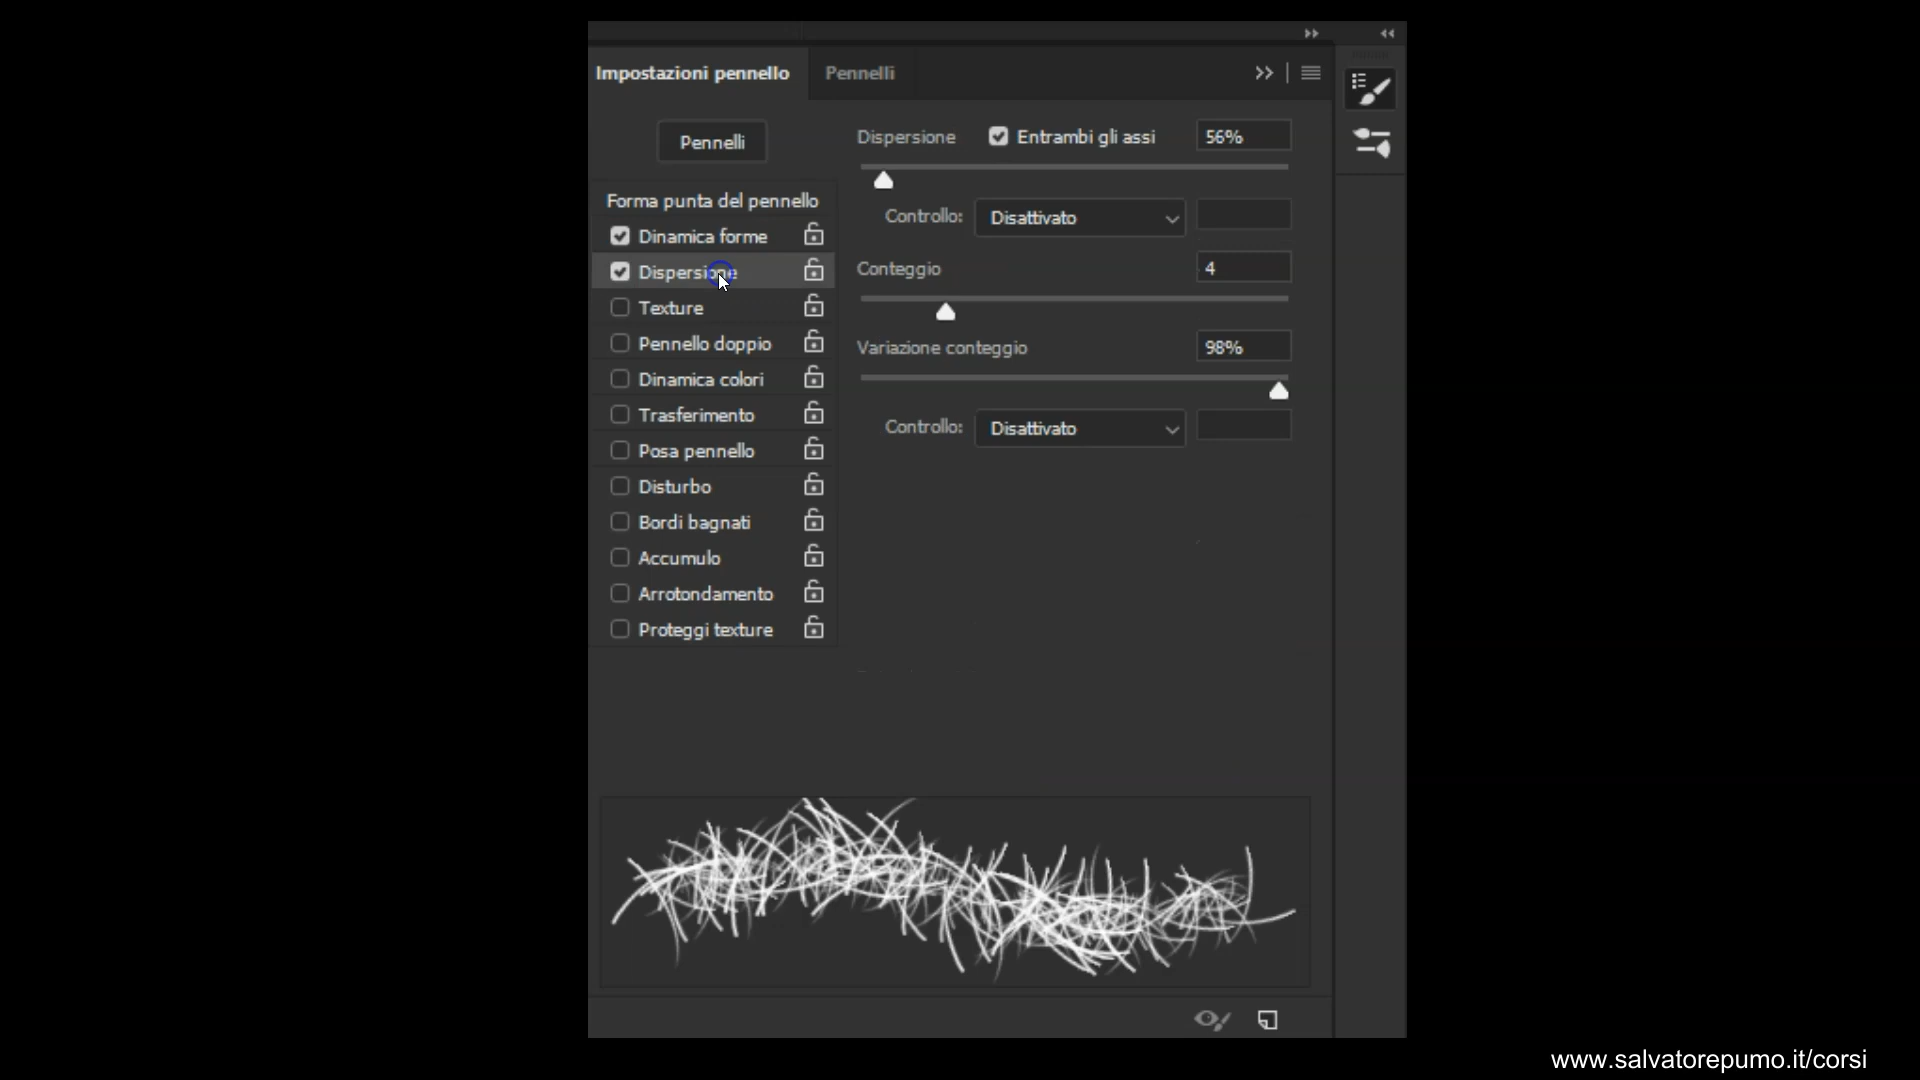 Impostazioni pennello
Pennelli
Pennelli
Forma punta del pennello
Dinamica forme
Dispersione
Texture
Pennello doppio
Dinamica colori
Trasferimento
Posa pennello
Disturbo
Bordi bagnati
Accumulo
Arrotondamento
Proteggi texture
Dispersione
Entrambi gli assi
56%
Controllo: Disattivato
Conteggio
4
Variazione conteggio
98%
Controllo: Disattivato
www.salvatorepumo.it/corsi